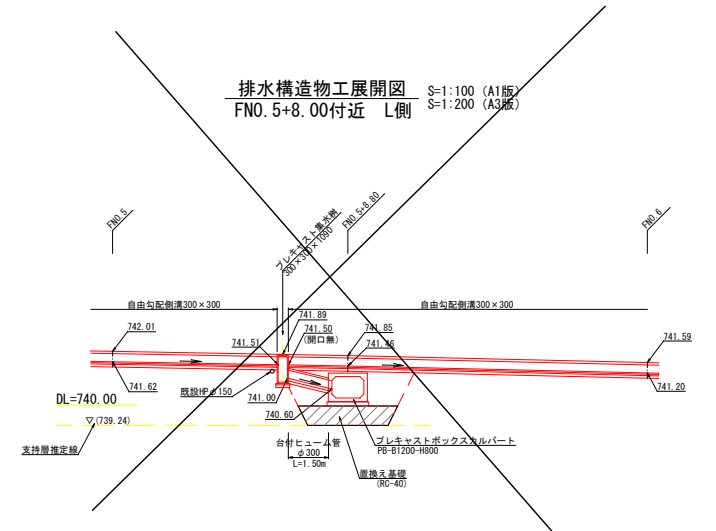 排水構造物工展開図
S=1:100 (A1版)
FNO.5+8.00付近 L側
S=1:200 (A3版)
FNO.5
プレキャスト集水桝
300×300×1090
FNO.5+8.80
FNO.6
自由勾配側溝300×300
自由勾配側溝300×300
742.01
741.89
741.51
741.50
(開口無)
741.85
741.46
741.59
741.62
既設HPφ150
741.00
741.20
DL=740.00
740.60
▽(739.24)
支持層推定線
台付ヒューム管
φ300
L=1.50m
プレキャストボックスカルバート
PB-B1200-H800
置換え基礎
(RC-40)